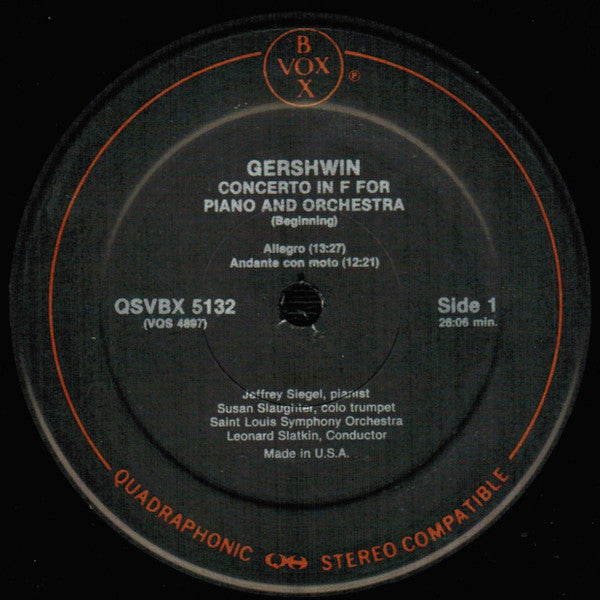 BOX
VOX
℗
GERSHWIN
CONCERTO IN F FOR
PIANO AND ORCHESTRA
(Beginning)
Allegro (13:27)
Andante con moto (12:21)
QSVBX 5132
(VQS 4897)
Side 1
26:06 min.
Jeffrey Siegel, pianist
Susan Slaughter, colo trumpet
Saint Louis Symphony Orchestra
Leonard Slatkin, Conductor
Made in U.S.A.
QUADRAPHONIC STEREO COMPATIBLE